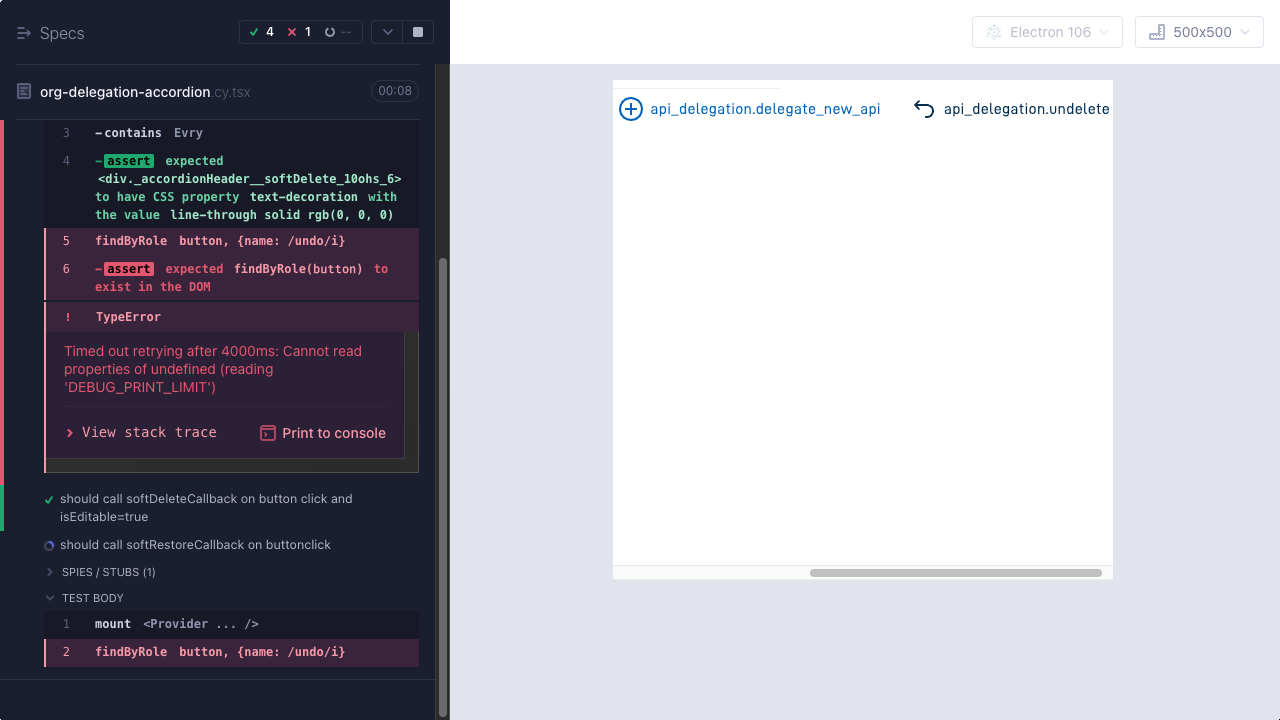 Specs
4
1
--
Electron 106
500x500
org-delegation-accordion.cy.tsx
00:08
3 -contains Evry
4 -assert expected
<div._accordionHeader__softDelete_10ohs_6>
to have CSS property text-decoration with
the value line-through solid rgb(0, 0, 0)
5 findByRole button, {name: /undo/i}
6 -assert expected findByRole(button) to
exist in the DOM
! TypeError
Timed out retrying after 4000ms: Cannot read
properties of undefined (reading
'DEBUG_PRINT_LIMIT')
View stack trace
Print to console
should call softDeleteCallback on button click and
isEditable=true
should call softRestoreCallback on buttonclick
SPIES / STUBS (1)
TEST BODY
1 mount <Provider ... />
2 findByRole button, {name: /undo/i}
api_delegation.delegate_new_api
api_delegation.undelete